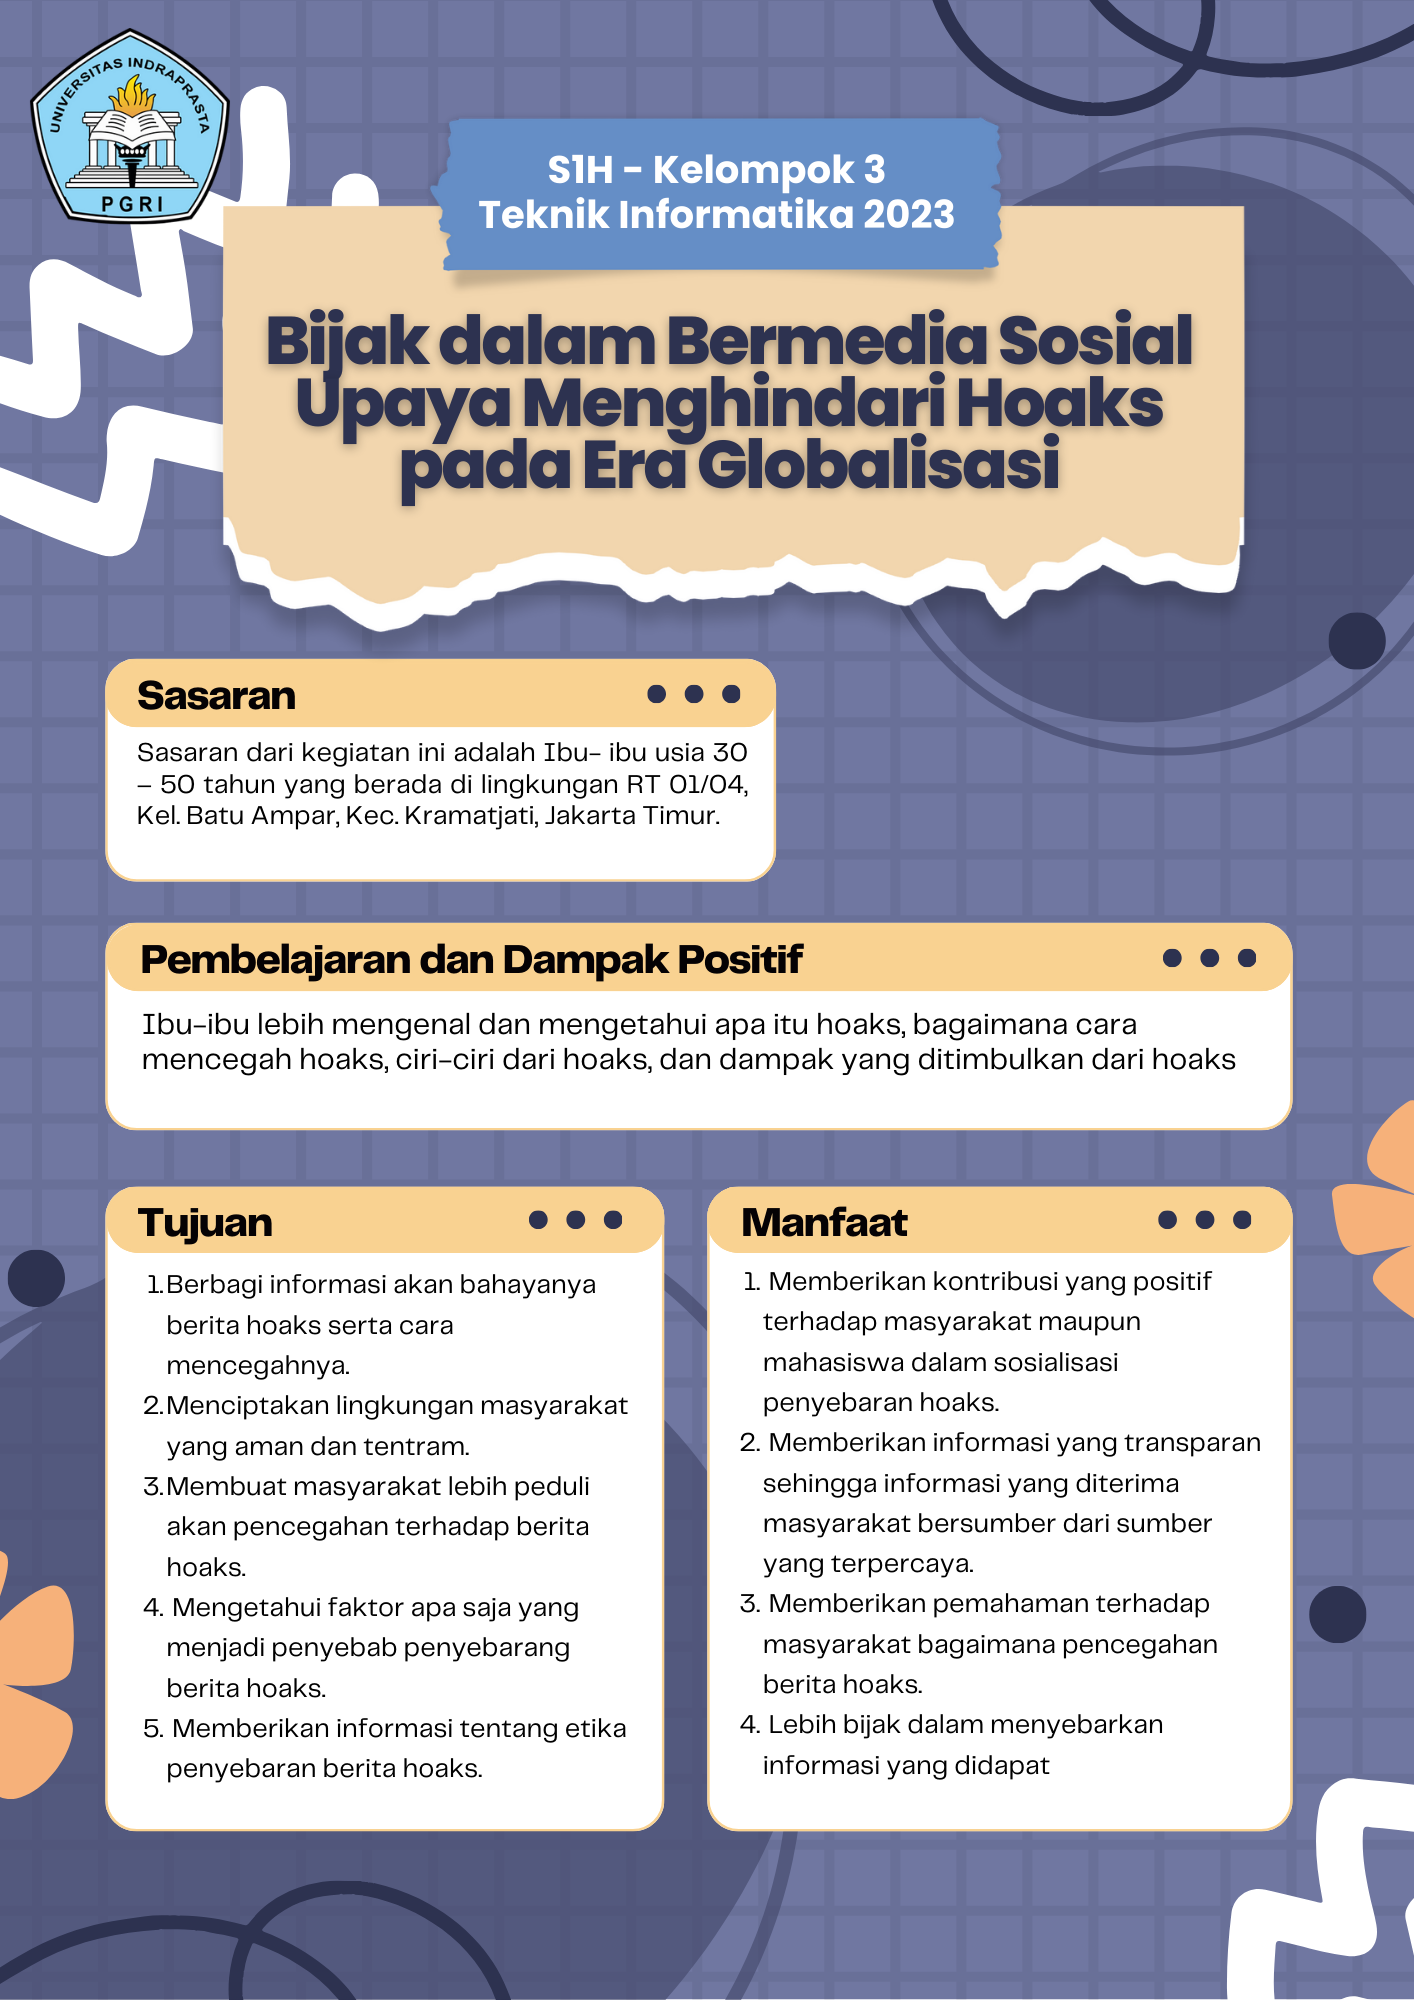 UNIVERSITAS INDRAPRASTA
PGRI
S1H - Kelompok 3
Teknik Informatika 2023
Bijak dalam Bermedia Sosial
Upaya Menghindari Hoaks
pada Era Globalisasi
Sasaran
Sasaran dari kegiatan ini adalah Ibu- ibu usia 30
– 50 tahun yang berada di lingkungan RT 01/04,
Kel. Batu Ampar, Kec. Kramatjati, Jakarta Timur.
Pembelajaran dan Dampak Positif
Ibu-ibu lebih mengenal dan mengetahui apa itu hoaks, bagaimana cara
mencegah hoaks, ciri-ciri dari hoaks, dan dampak yang ditimbulkan dari hoaks
Tujuan
1.Berbagi informasi akan bahayanya
berita hoaks serta cara
mencegahnya.
2.Menciptakan lingkungan masyarakat
yang aman dan tentram.
3.Membuat masyarakat lebih peduli
akan pencegahan terhadap berita
hoaks.
4. Mengetahui faktor apa saja yang
menjadi penyebab penyebarang
berita hoaks.
5. Memberikan informasi tentang etika
penyebaran berita hoaks.
Manfaat
1. Memberikan kontribusi yang positif
terhadap masyarakat maupun
mahasiswa dalam sosialisasi
penyebaran hoaks.
2. Memberikan informasi yang transparan
sehingga informasi yang diterima
masyarakat bersumber dari sumber
yang terpercaya.
3. Memberikan pemahaman terhadap
masyarakat bagaimana pencegahan
berita hoaks.
4. Lebih bijak dalam menyebarkan
informasi yang didapat